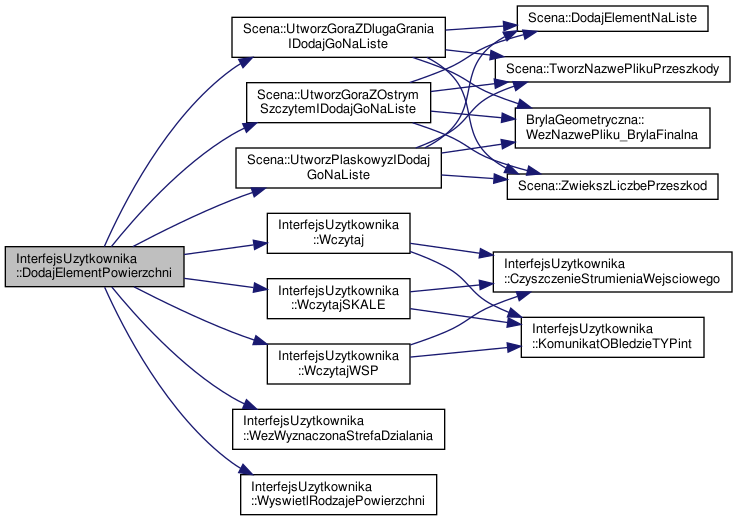 InterfejsUzytkownika
::DodajElementPowierzchni
Scena::UtworzGoraZDlugaGrania
IDodajGoNaListe
Scena::UtworzGoraZOstrym
SzczytemIDodajGoNaListe
Scena::UtworzPlaskowyzIDodaj
GoNaListe
InterfejsUzytkownika
::Wczytaj
InterfejsUzytkownika
::WczytajSKALE
InterfejsUzytkownika
::WczytajWSP
InterfejsUzytkownika
::WezWyznaczonaStrefaDzialania
InterfejsUzytkownika
::WyswietlRodzajePowierzchni
Scena::DodajElementNaListe
Scena::TworzNazwePlikuPrzeszkody
BrylaGeometryczna::
WezNazwePliku_BrylaFinalna
Scena::ZwiekszLiczbePrzeszkod
InterfejsUzytkownika
::CzyszczenieStrumieniaWejsciowego
InterfejsUzytkownika
::KomunikatOBledzieTYPint